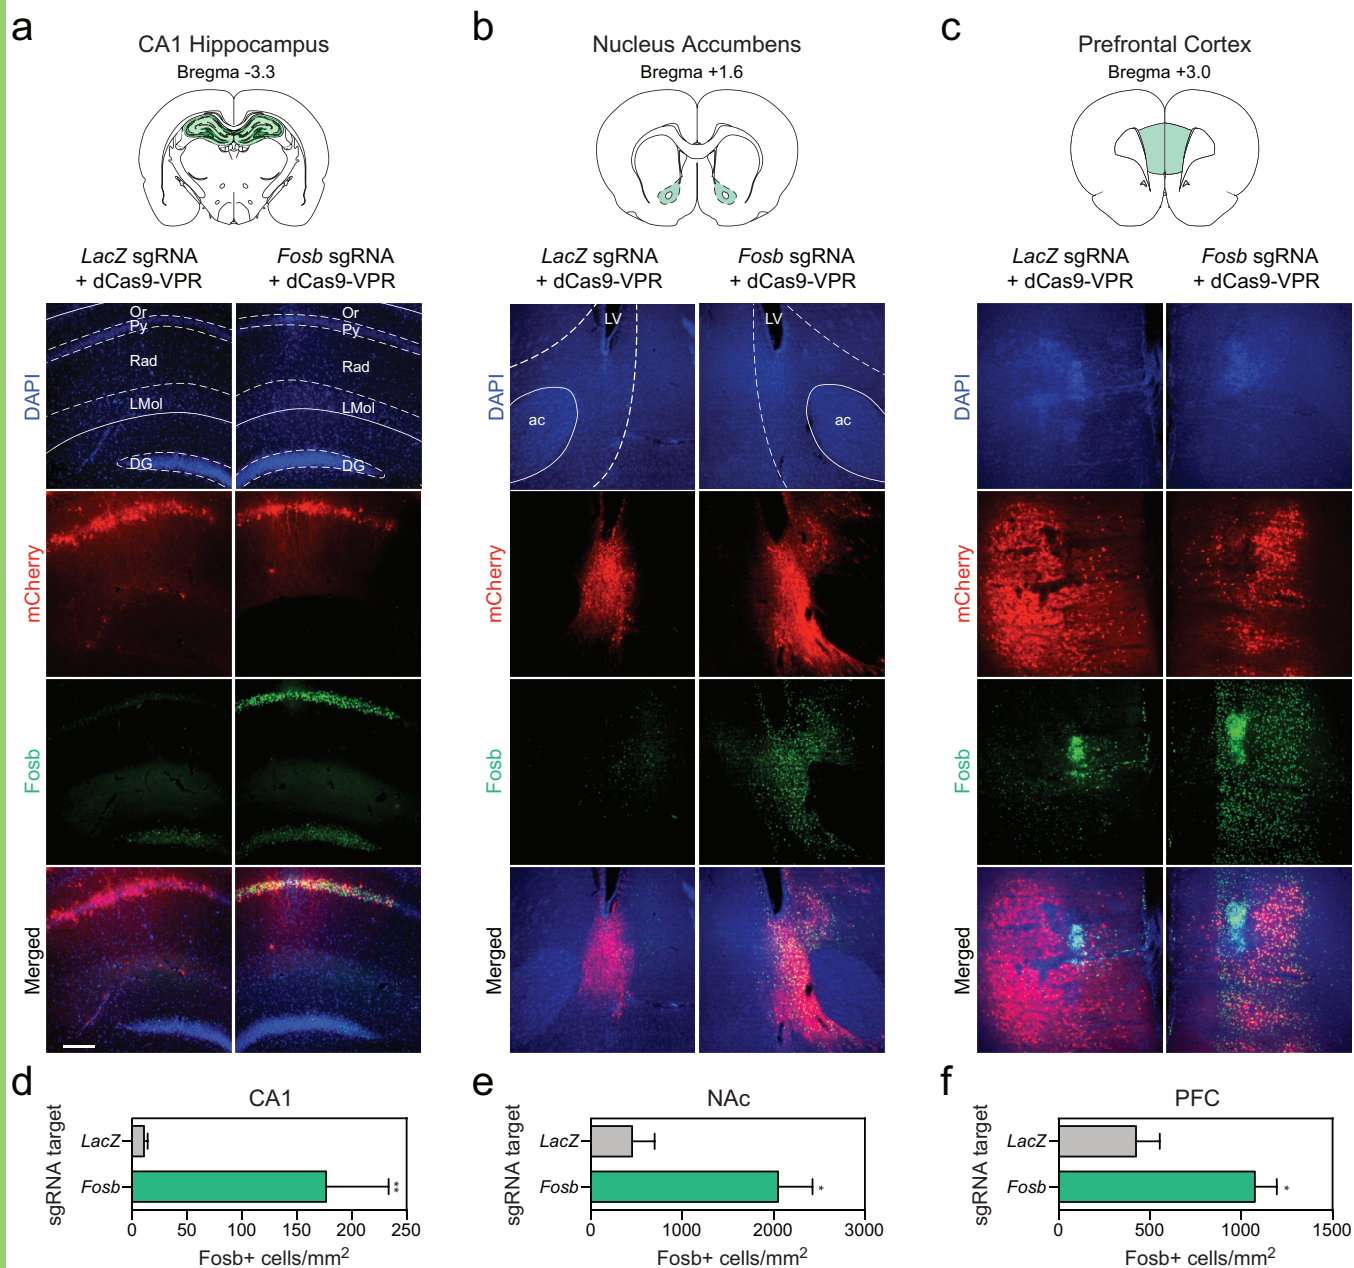 a
CA1 Hippocampus
Bregma -3.3
LacZ sgRNA
+ dCas9-VPR
Fosb sgRNA
+ dCas9-VPR
DAPI
Or
Py
Rad
LMol
DG
Or
Py
Rad
LMol
DG
mCherry
Fosb
Merged
b
Nucleus Accumbens
Bregma +1.6
LacZ sgRNA
+ dCas9-VPR
Fosb sgRNA
+ dCas9-VPR
DAPI
LV
ac
LV
ac
mCherry
Fosb
Merged
c
Prefrontal Cortex
Bregma +3.0
LacZ sgRNA
+ dCas9-VPR
Fosb sgRNA
+ dCas9-VPR
DAPI
mCherry
Fosb
Merged
d
CA1
sgRNA target
LacZ
Fosb
**
0 50 100 150 200 250
Fosb+ cells/mm²
e
NAc
sgRNA target
LacZ
Fosb
*
0 1000 2000 3000
Fosb+ cells/mm²
f
PFC
sgRNA target
LacZ
Fosb
*
0 500 1000 1500
Fosb+ cells/mm²